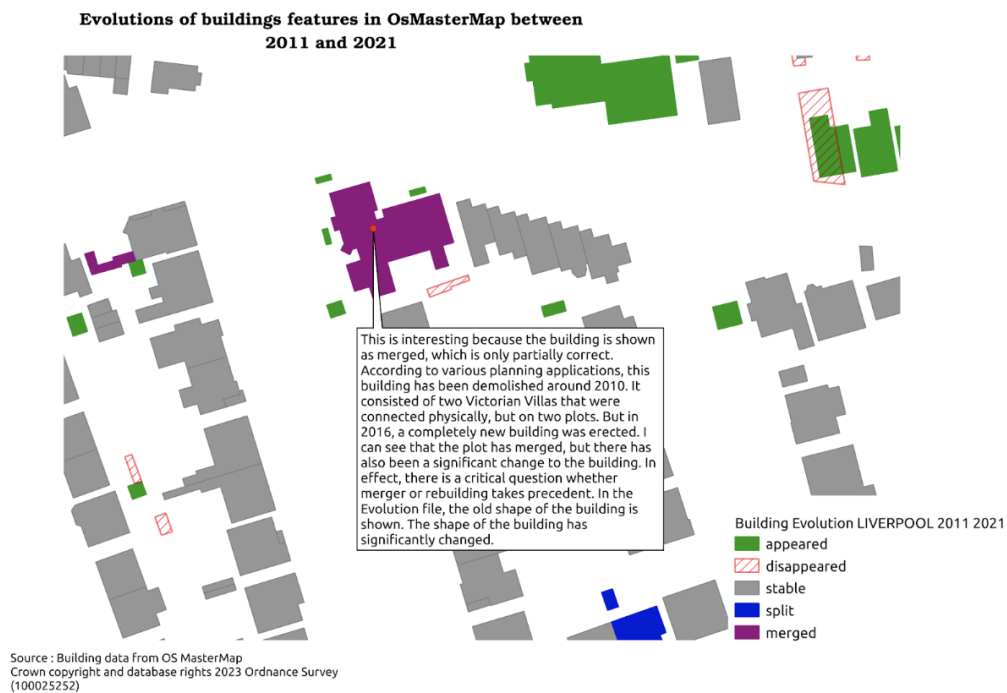 Evolutions of buildings features in OsMasterMap between
2011 and 2021
This is interesting because the building is shown
as merged, which is only partially correct.
According to various planning applications, this
building has been demolished around 2010. It
consisted of two Victorian Villas that were
connected physically, but on two plots. But in
2016, a completely new building was erected. I
can see that the plot has merged, but there has
also been a significant change to the building. In
effect, there is a critical question whether
merger or rebuilding takes precedent. In the
Evolution file, the old shape of the building is
shown. The shape of the building has
significantly changed.
Building Evolution LIVERPOOL 2011 2021
appeared
disappeared
stable
split
merged
Source : Building data from OS MasterMap
Crown copyright and database rights 2023 Ordnance Survey
(100025252)